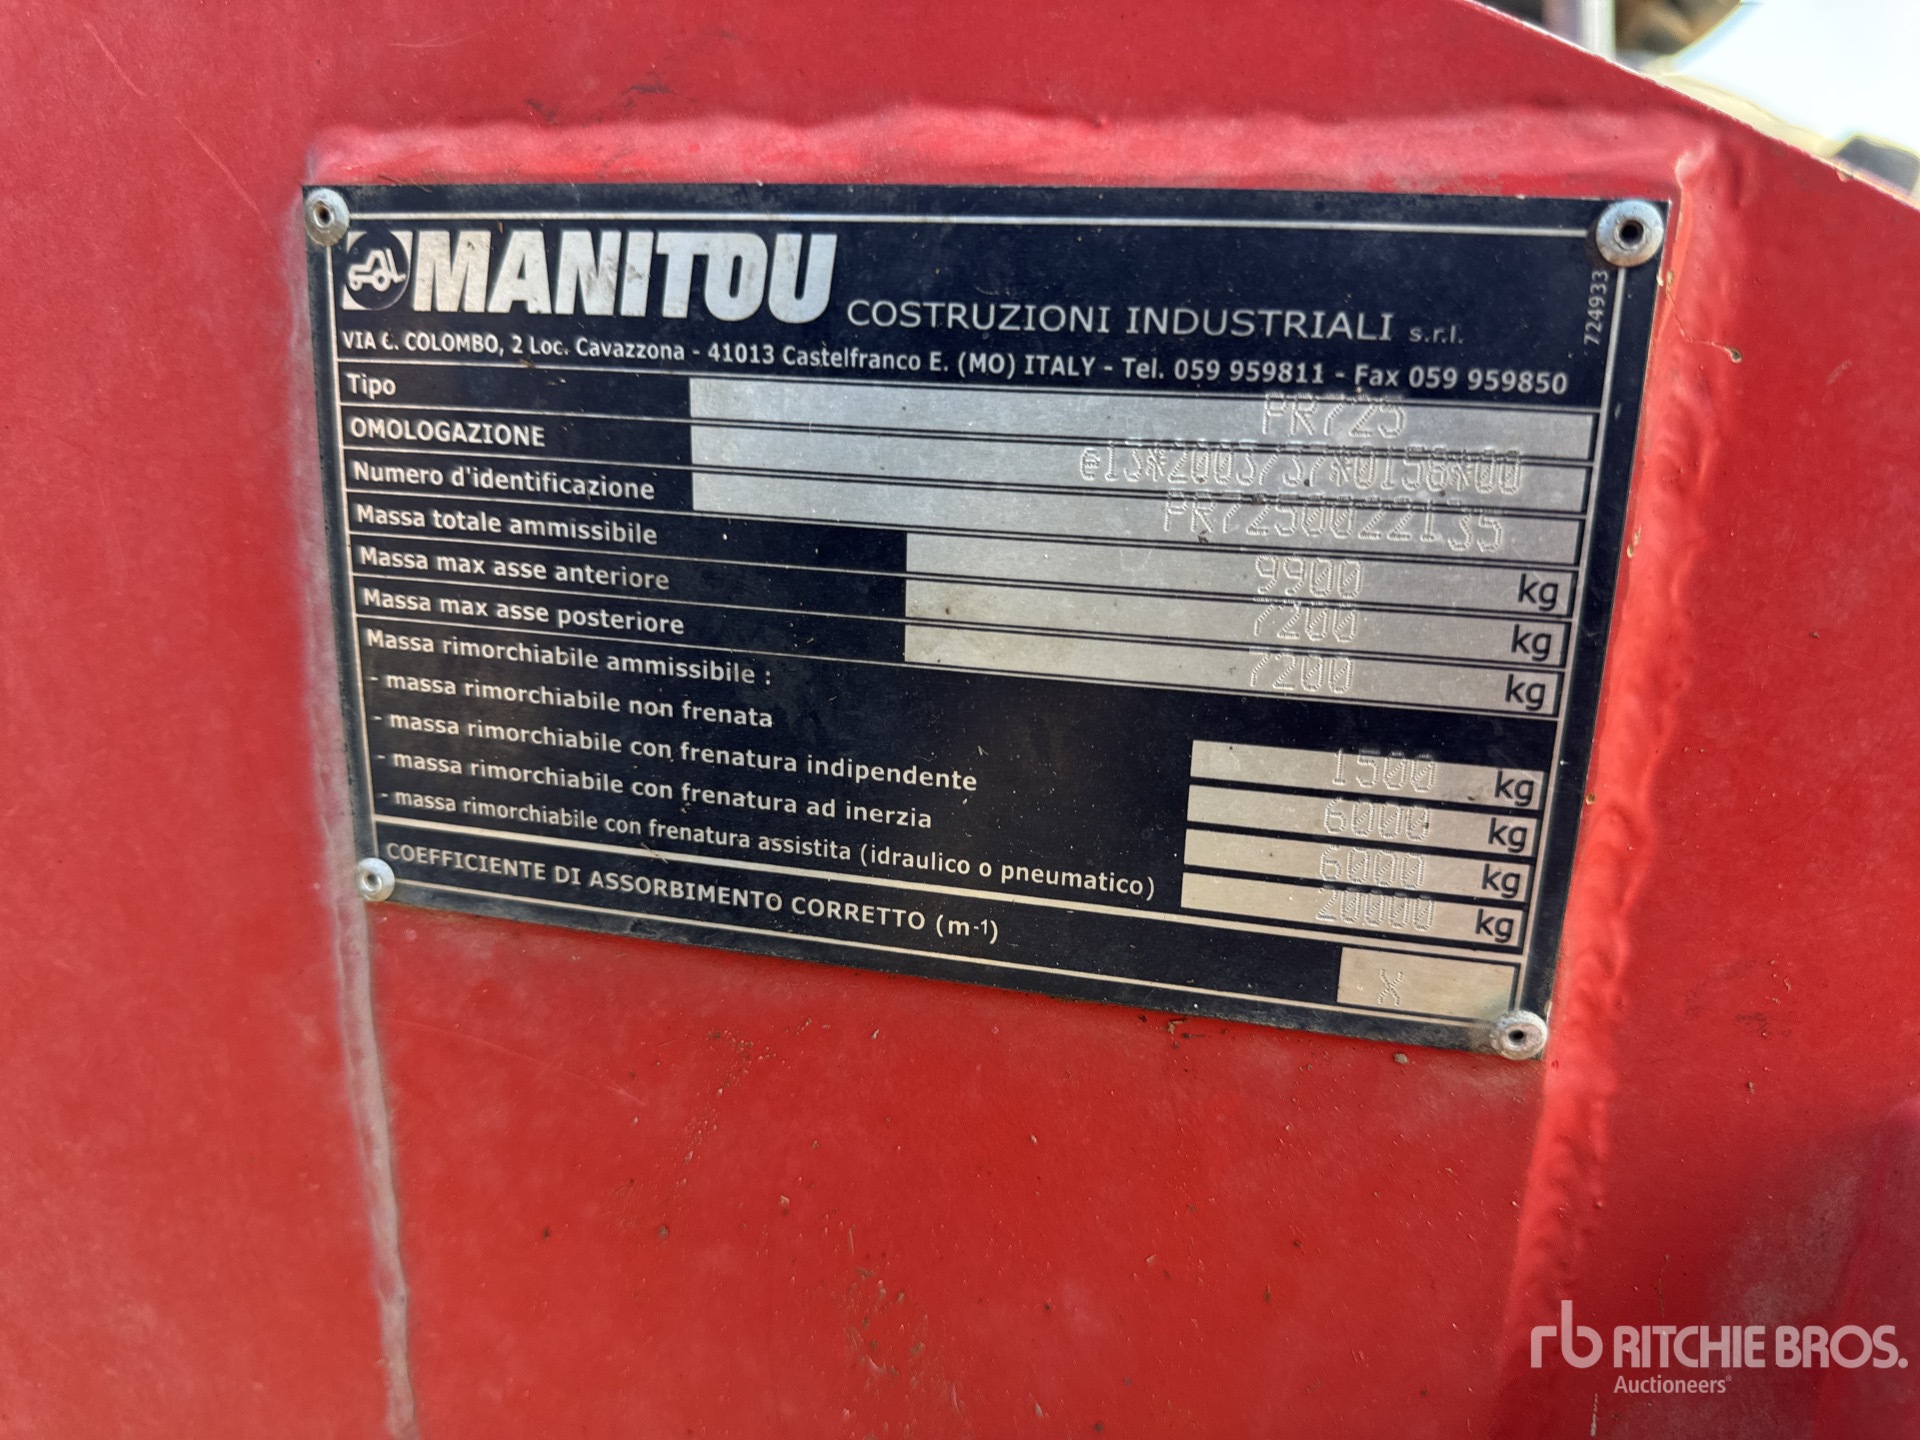 MANITOU COSTRUZIONI INDUSTRIALI s.r.l.
724933
VIA C. COLOMBO, 2 Loc. Cavazzona - 41013 Castelfranco E. (MO) ITALY - Tel. 059 959811 - Fax 059 959850
Tipo PR725
OMOLOGAZIONE e13*2003/37*0158*00
Numero d'identificazione
Massa totale ammissibile 9900 kg
Massa max asse anteriore 7200 kg
Massa max asse posteriore 7200 kg
Massa rimorchiabile ammissibile :
- massa rimorchiabile non frenata 1500 kg
- massa rimorchiabile con frenatura indipendente 6000 kg
- massa rimorchiabile con frenatura ad inerzia 6000 kg
- massa rimorchiabile con frenatura assistita (idraulico o pneumatico) 20000 kg
COEFFICIENTE DI ASSORBIMENTO CORRETTO (m-1) X
rb RITCHIE BROS.
Auctioneers